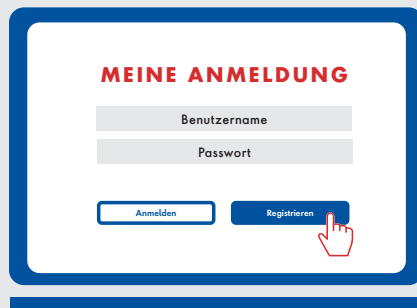 MEINE ANMELDUNG
Benutzername
Passwort
Anmelden Registrieren